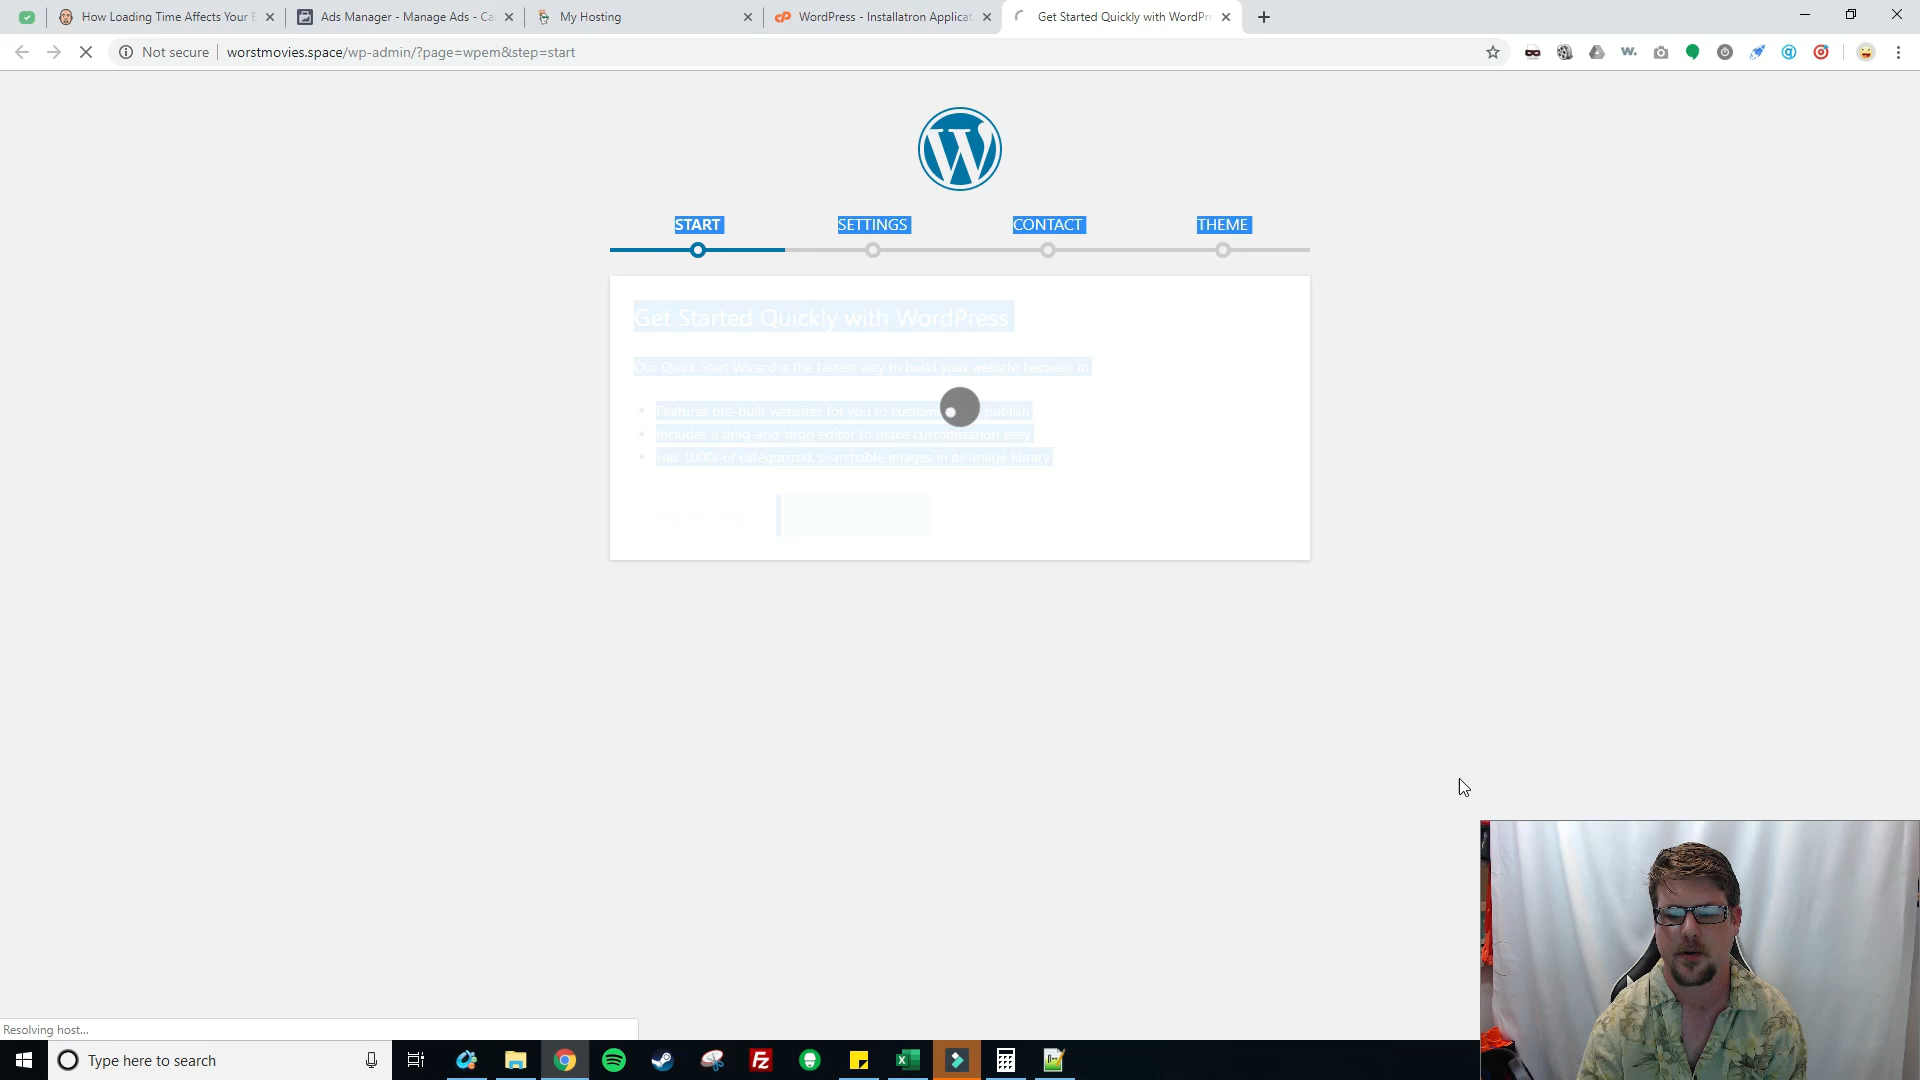 How Loading Time Affects Your B
Ads Manager - Manage Ads - Ca
My Hosting
WordPress - Installatron Applicat
Get Started Quickly with WordPre
Not secure
worstmovies.space/wp-admin/?page=wpem&step=start
START
SETTINGS
CONTACT
THEME
Get Started Quickly with WordPress
Our Quick Start Wizard is the fastest way to build your website because it:
Features pre-built websites for you to custom publish
Includes a drag-and-drop editor to make customization easy
Has 1000s of categorized, searchable images in its image library
Resolving host...
Type here to search